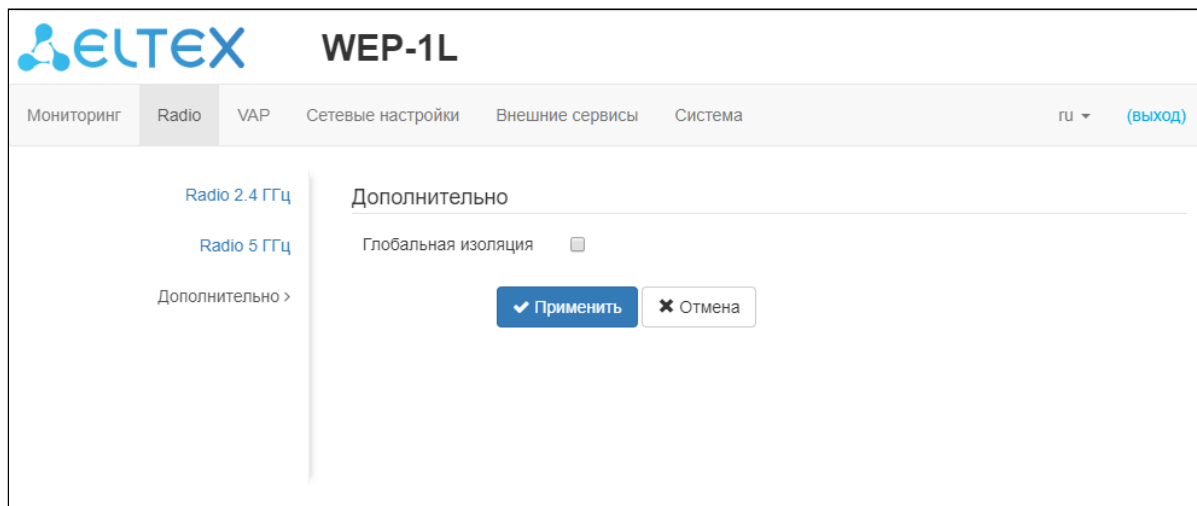 ELTEX WEP-1L
Мониторинг Radio VAP Сетевые настройки Внешние сервисы Система ru (выход)
Radio 2.4 ГГц
Дополнительно
Radio 5 ГГц
Глобальная изоляция
Дополнительно >
Применить Отмена